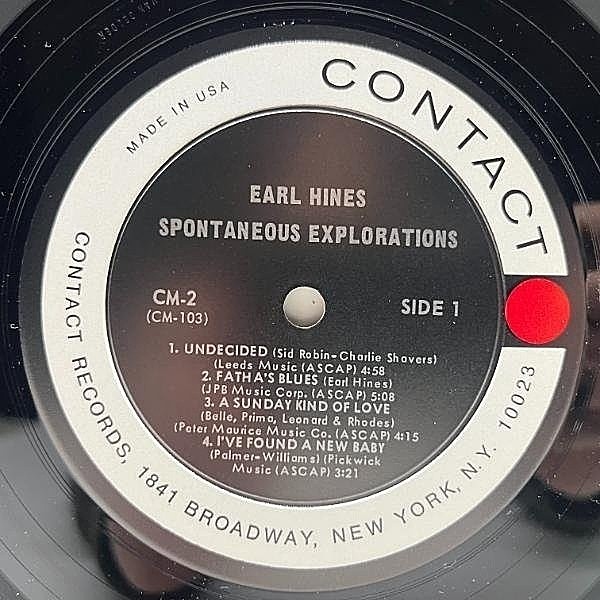 CONTACT
MADE IN USA
EARL HINES
SPONTANEOUS EXPLORATIONS
CM-2
(CM-103)
SIDE 1
1. UNDECIDED (Sid Robin-Charlie Shavers)
(Leeds Music (ASCAP) 4:58
2. FATHA'S BLUES (Earl Hines)
(JPB Music Corp. (ASCAP) 5:08
3. A SUNDAY KIND OF LOVE
(Belle, Prima, Leonard & Rhodes)
(Peter Maurice Music Co. (ASCAP) 4:15
4. I'VE FOUND A NEW BABY
(Palmer-Williams) (Pickwick
Music (ASCAP) 3:21
CONTACT RECORDS, 1841 BROADWAY, NEW YORK, N.Y. 10023